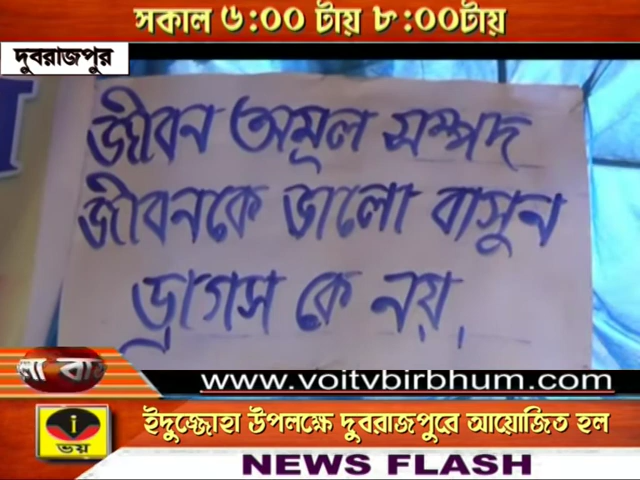 সকাল ৬:০০ টায় ৮:০০টায়
দুবরাজপুর
জীবন অমূল সম্পদ
জীবনকে ভালো বাসুন
ড্রাগস কে নয়
www.voitvbirbhum.com
ইদুজ্জোহা উপলক্ষে দুবরাজপুরে আয়োজিত হল
ভয়
NEWS FLASH